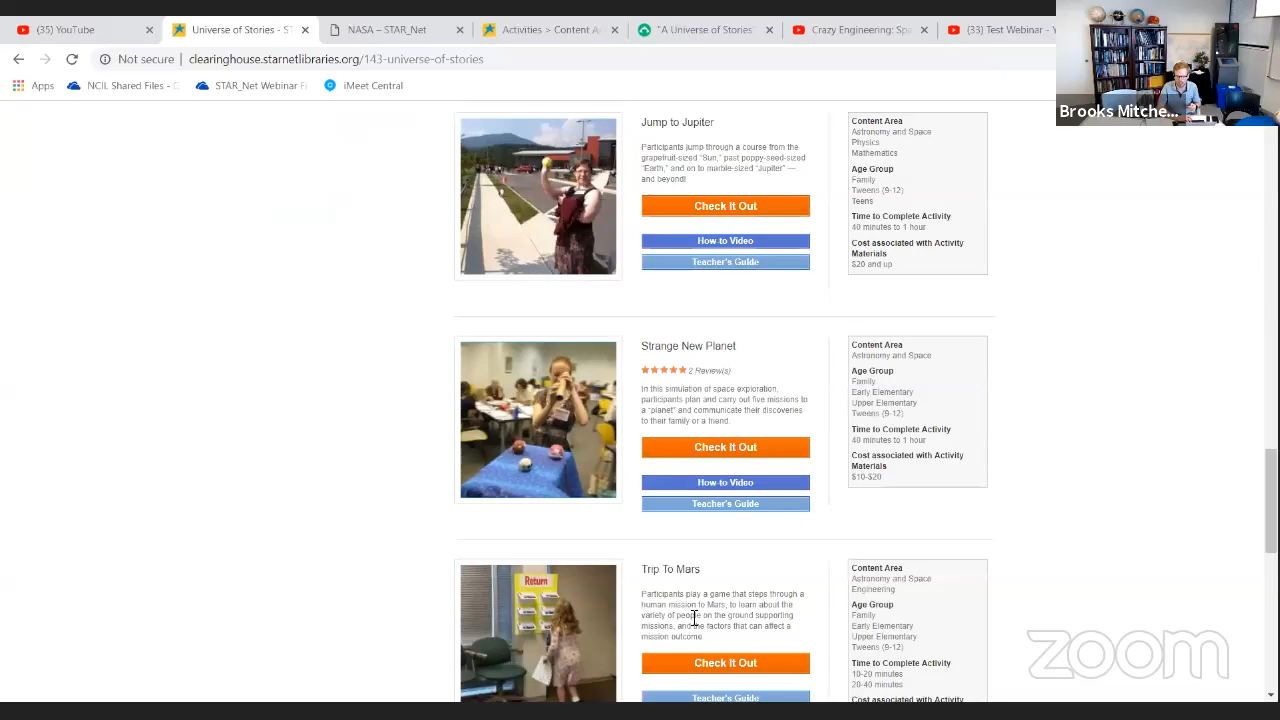 (35) YouTube
Universe of Stories - ST
NASA – STAR_NE
Activities > Content A
"A Universe of Stories"
Crazy Engineering: Spa
(33) Test Webinar - Y
Not secure | clearinghouse.starnetlibraries.org/143-universe-of-stories
Apps
NCIL Shared Files - C
STAR_Net Webinar Fi
iMeet Central
Brooks Mitche...
Jump to Jupiter
Participants jump through a course from the
grapefruit-sized "Sun," past poppy-seed-sized
"Earth," and on to marble-sized "Jupiter" —
and beyond!
Check It Out
How-to Video
Teacher's Guide
Content Area
Astronomy and Space
Physics
Mathematics
Age Group
Family
Tweens (9-12)
Teens
Time to Complete Activity
40 minutes to 1 hour
Cost associated with Activity
Materials
$20 and up
Strange New Planet
2 Review(s)
In this simulation of space exploration,
participants plan and carry out five missions to
a "planet" and communicate their discoveries
to their family or a friend.
Check It Out
How-to Video
Teacher's Guide
Content Area
Astronomy and Space
Age Group
Family
Early Elementary
Upper Elementary
Tweens (9-12)
Time to Complete Activity
40 minutes to 1 hour
Cost associated with Activity
Materials
$10-$20
Return
Trip To Mars
Participants play a game that steps through a
human mission to Mars, to learn about the
variety of people on the ground supporting
missions, and the factors that can affect a
mission outcome
Check It Out
Teacher's Guide
Content Area
Astronomy and Space
Engineering
Age Group
Family
Early Elementary
Upper Elementary
Tweens (9-12)
Time to Complete Activity
10-20 minutes
20-40 minutes
Cost associated with Activity
zoom